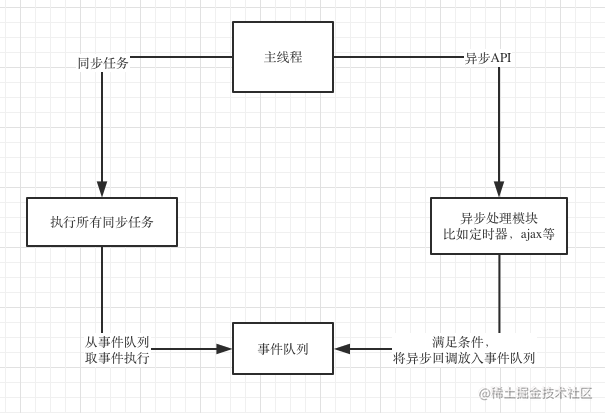 主线程
同步任务
异步API
执行所有同步任务
异步处理模块
比如定时器，ajax等
从事件队列
取事件执行
事件队列
满足条件，
将异步回调放入事件队列
@稀土掘金技术社区